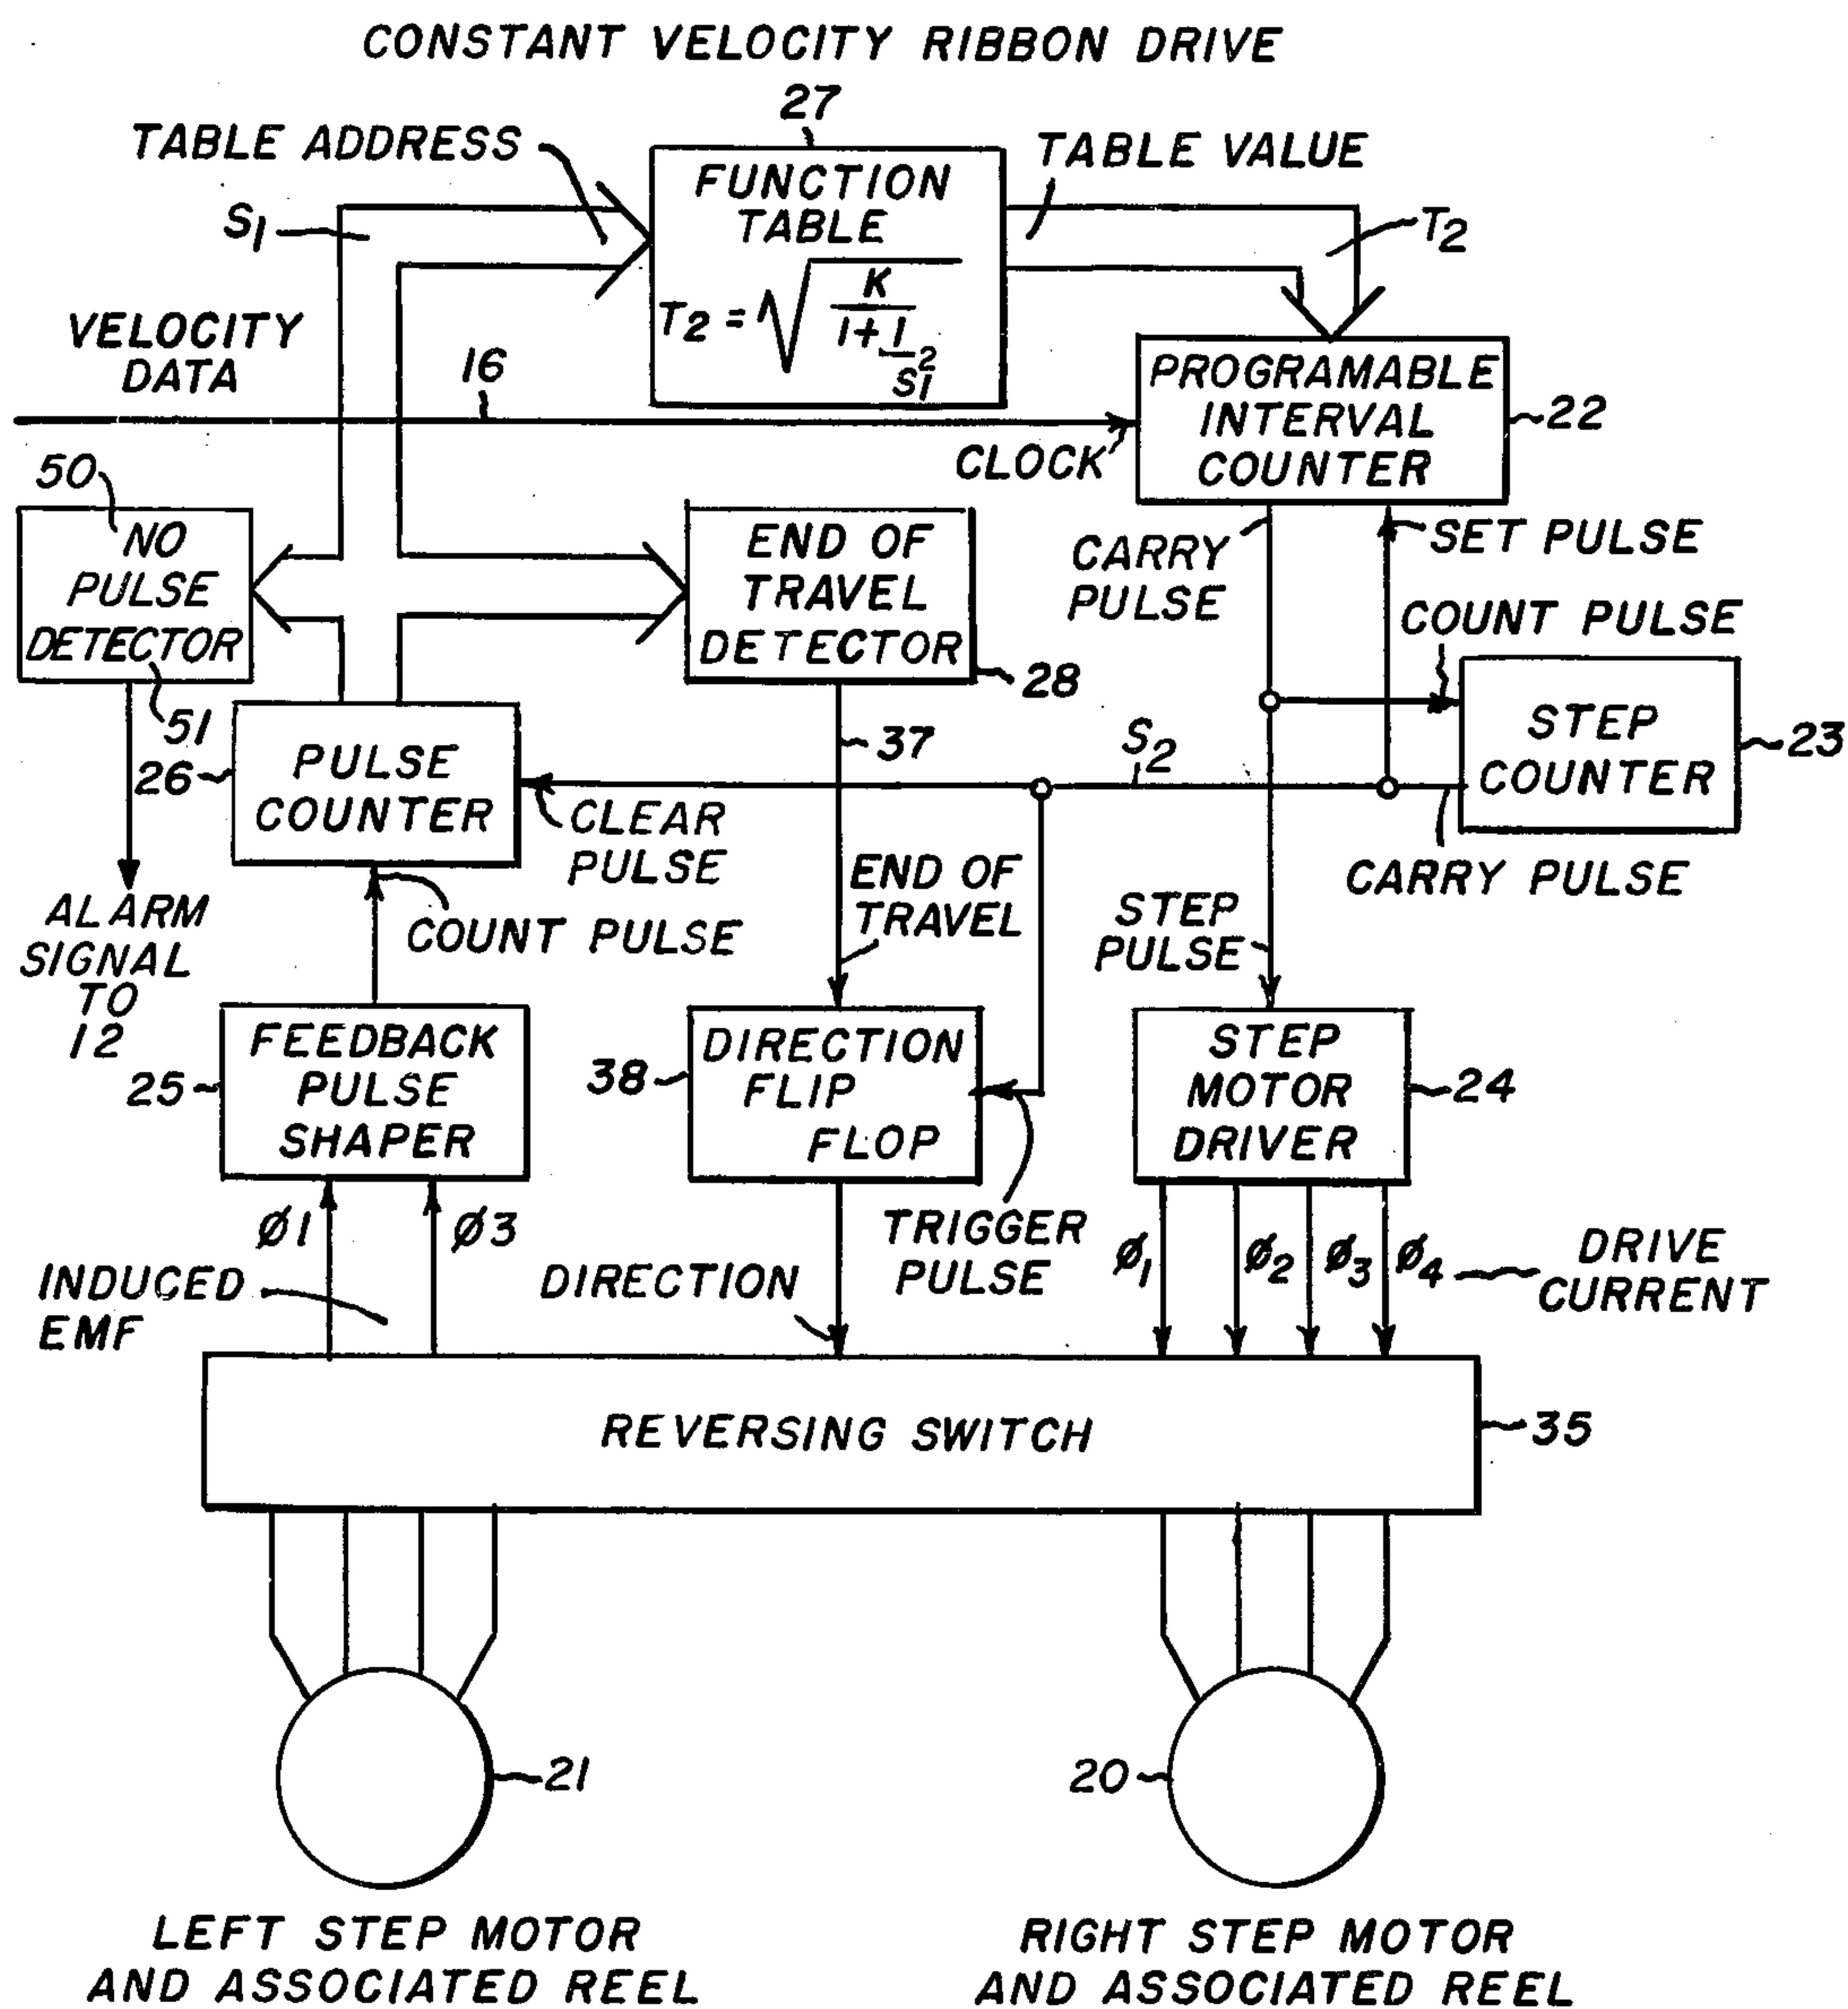 CONSTANT VELOCITY RIBBON DRIVE
27
TABLE ADDRESS
TABLE VALUE
FUNCTION
TABLE
T2 = √ K / 1 + 1 / S1²
S1
T2
VELOCITY
DATA
16
CLOCK
PROGRAMABLE
INTERVAL
COUNTER
22
50
NO
PULSE
DETECTOR
51
END OF
TRAVEL
DETECTOR
28
CARRY
PULSE
SET PULSE
COUNT PULSE
STEP
COUNTER
23
37
S2
26
PULSE
COUNTER
CLEAR
PULSE
CARRY PULSE
END OF
TRAVEL
STEP
PULSE
ALARM
SIGNAL
TO
12
COUNT PULSE
25
FEEDBACK
PULSE
SHAPER
38
DIRECTION
FLIP
FLOP
STEP
MOTOR
DRIVER
24
Ø1
Ø3
TRIGGER
PULSE
Ø1
Ø2
Ø3
Ø4
DRIVE
CURRENT
INDUCED
EMF
DIRECTION
REVERSING SWITCH
35
21
20
LEFT STEP MOTOR
AND ASSOCIATED REEL
RIGHT STEP MOTOR
AND ASSOCIATED REEL